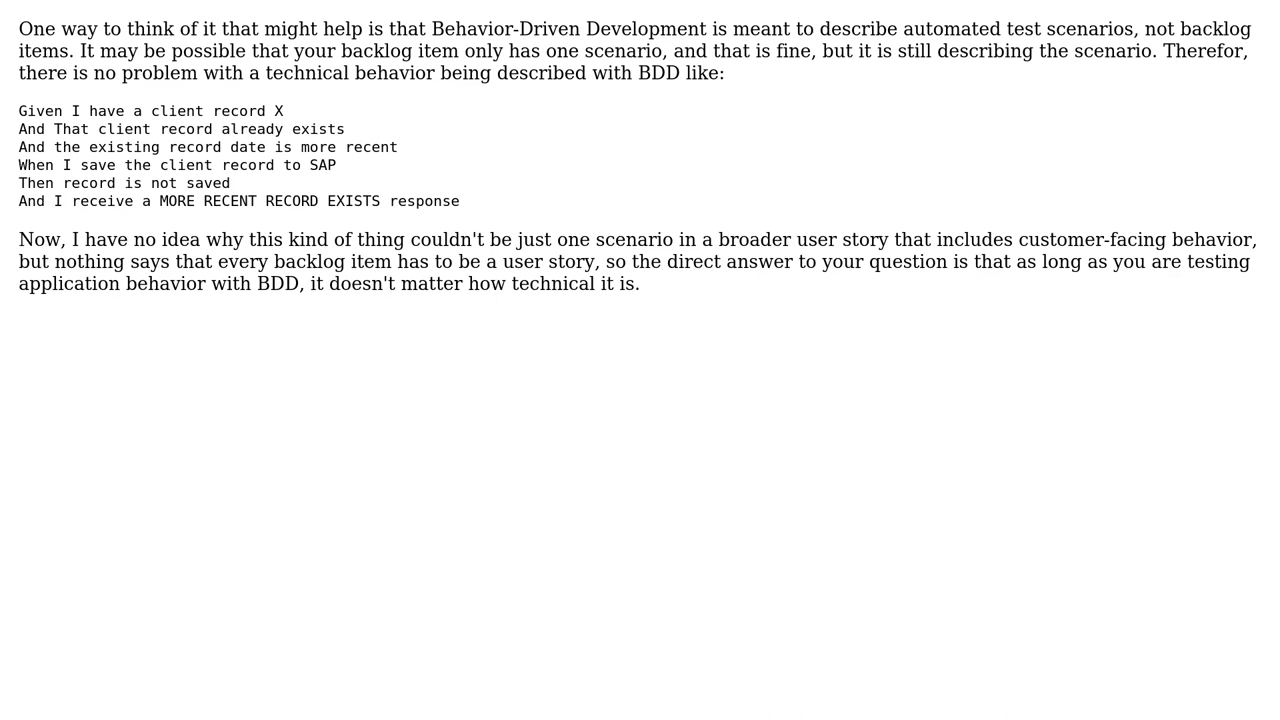 One way to think of it that might help is that Behavior-Driven Development is meant to describe automated test scenarios, not backlog
items. It may be possible that your backlog item only has one scenario, and that is fine, but it is still describing the scenario. Therefor,
there is no problem with a technical behavior being described with BDD like:
Given I have a client record X
And That client record already exists
And the existing record date is more recent
When I save the client record to SAP
Then record is not saved
And I receive a MORE RECENT RECORD EXISTS response
Now, I have no idea why this kind of thing couldn't be just one scenario in a broader user story that includes customer-facing behavior,
but nothing says that every backlog item has to be a user story, so the direct answer to your question is that as long as you are testing
application behavior with BDD, it doesn't matter how technical it is.